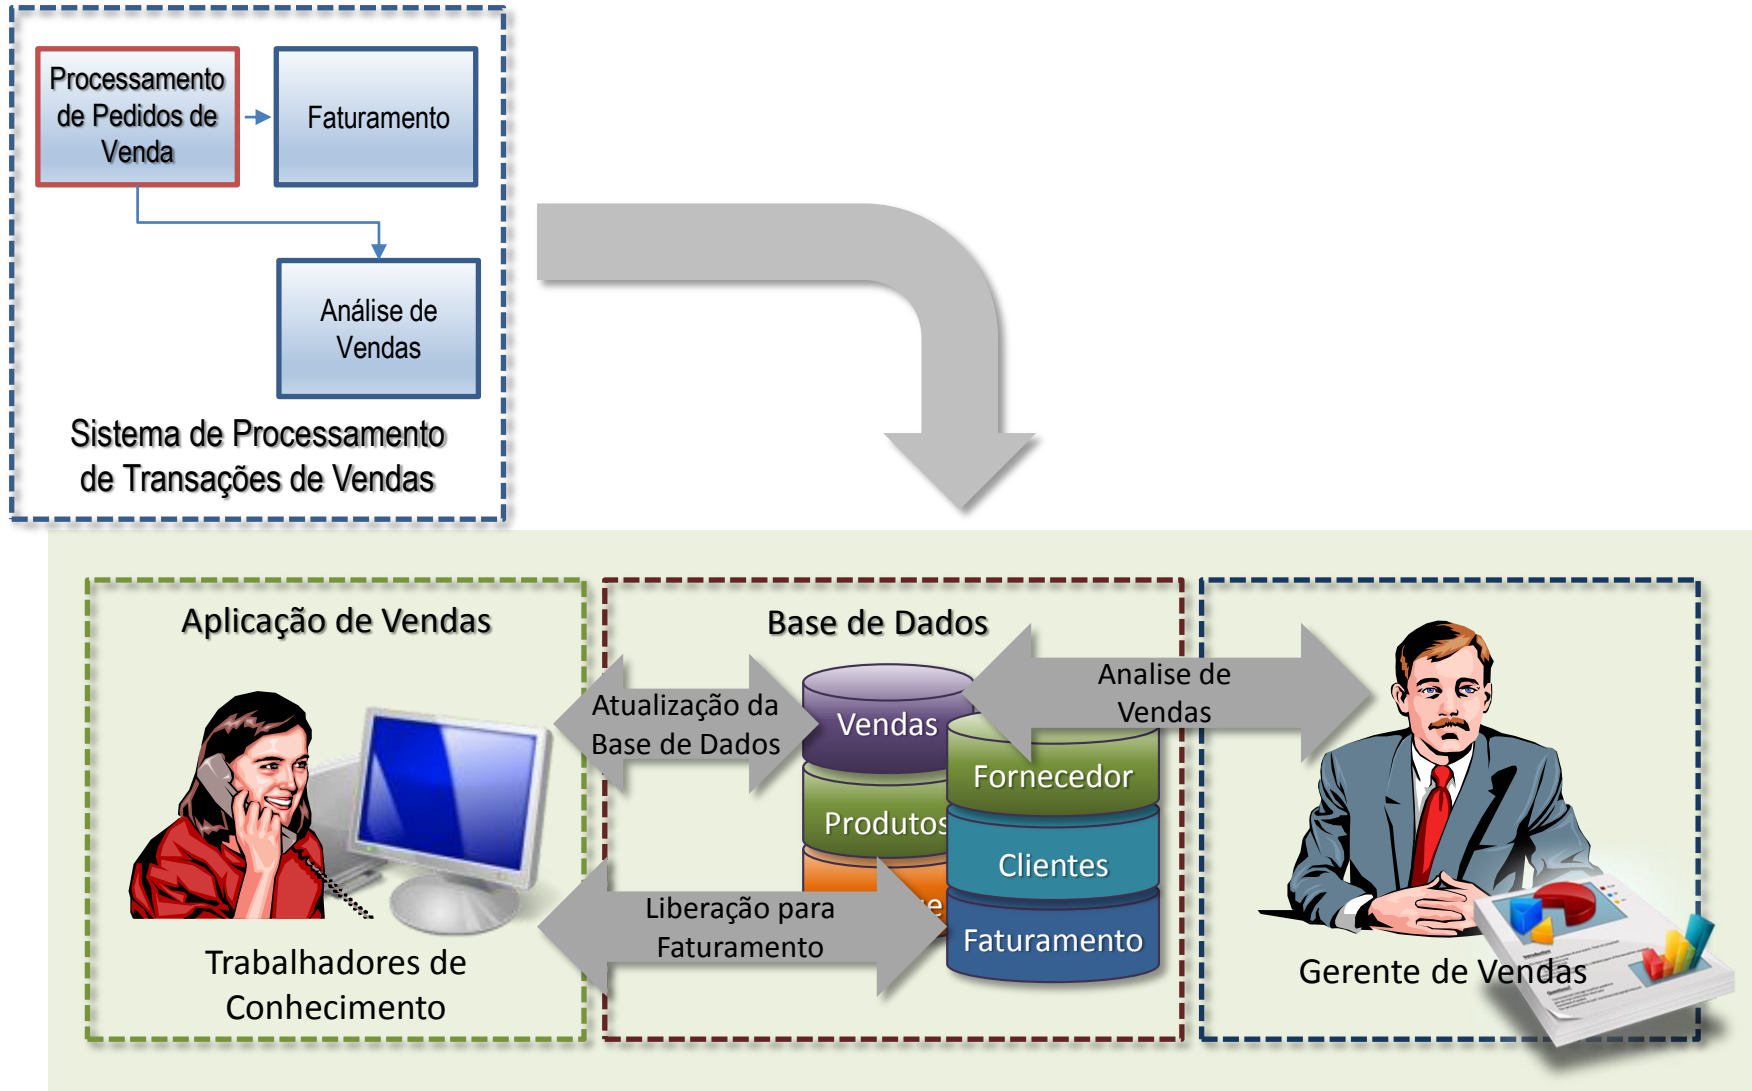 Processamento
de Pedidos de
Venda
Faturamento
Análise de
Vendas
Sistema de Processamento
de Transações de Vendas
Aplicação de Vendas
Trabalhadores de
Conhecimento
Atualização da
Base de Dados
Liberação para
Faturamento
Base de Dados
Vendas
Produtos
Fornecedor
Clientes
Faturamento
Analise de
Vendas
Gerente de Vendas